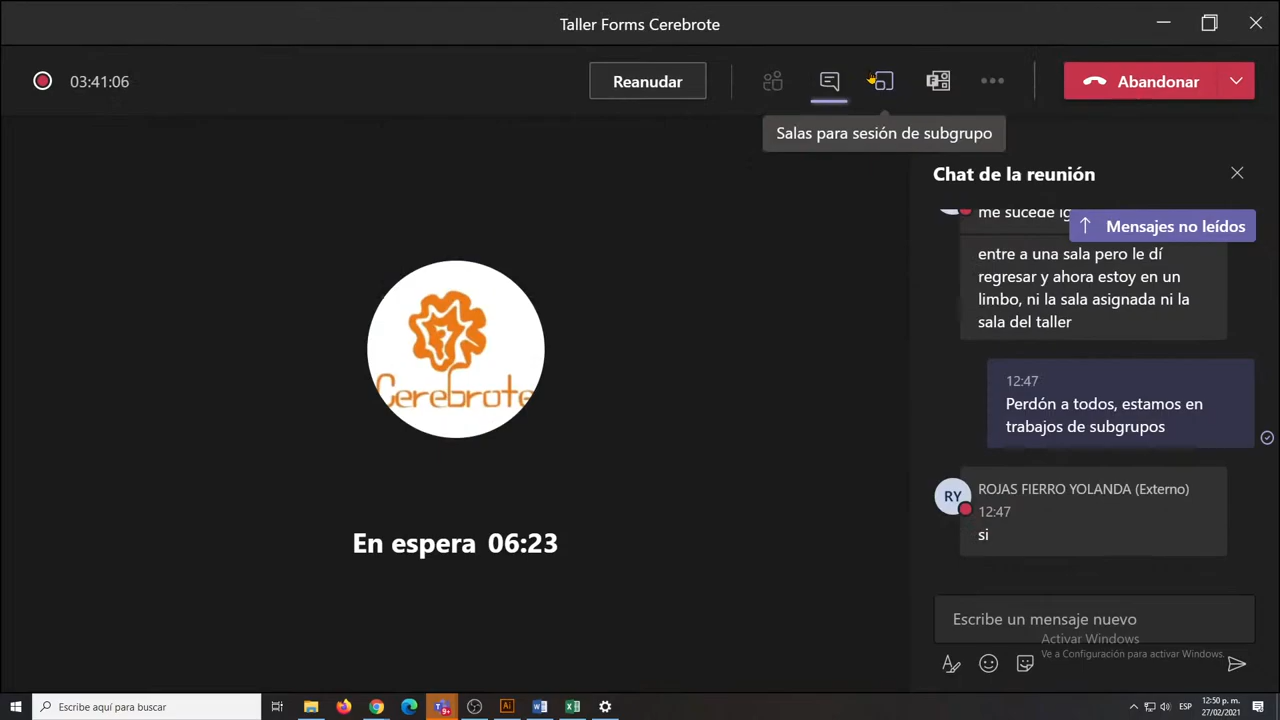 Taller Forms Cerebrote
03:41:06
Reanudar
Abandonar
Salas para sesión de subgrupo
Chat de la reunión
me sucede ig
Mensajes no leídos
entre a una sala pero le dí
regresar y ahora estoy en un
limbo, ni la sala asignada ni la
sala del taller
12:47
Perdón a todos, estamos en
trabajos de subgrupos
RY
ROJAS FIERRO YOLANDA (Externo)
12:47
si
Cerebrote
En espera 06:23
Escribe un mensaje nuevo
Activar Windows
Ve a Configuración para activar Windows.
Escribe aquí para buscar
9+
Ai
ESP
12:50 p. m.
27/02/2021